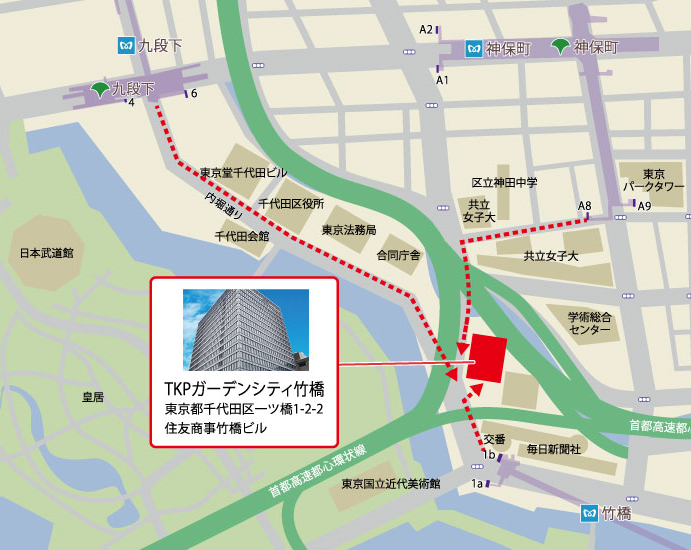 九段下
A2
神保町
神保町
A1
九段下
4
6
東京堂千代田ビル
内堀通り
千代田区役所
千代田会館
東京法務局
合同庁舎
日本武道館
区立神田中学
共立
女子大
A8
A9
東京
パークタワー
共立女子大
学術総合
センター
TKPガーデンシティ竹橋
東京都千代田区一ツ橋1-2-2
住友商事竹橋ビル
皇居
首都高速都心環状線
首都高速都心
交番
1b
毎日新聞社
1a
東京国立近代美術館
竹橋